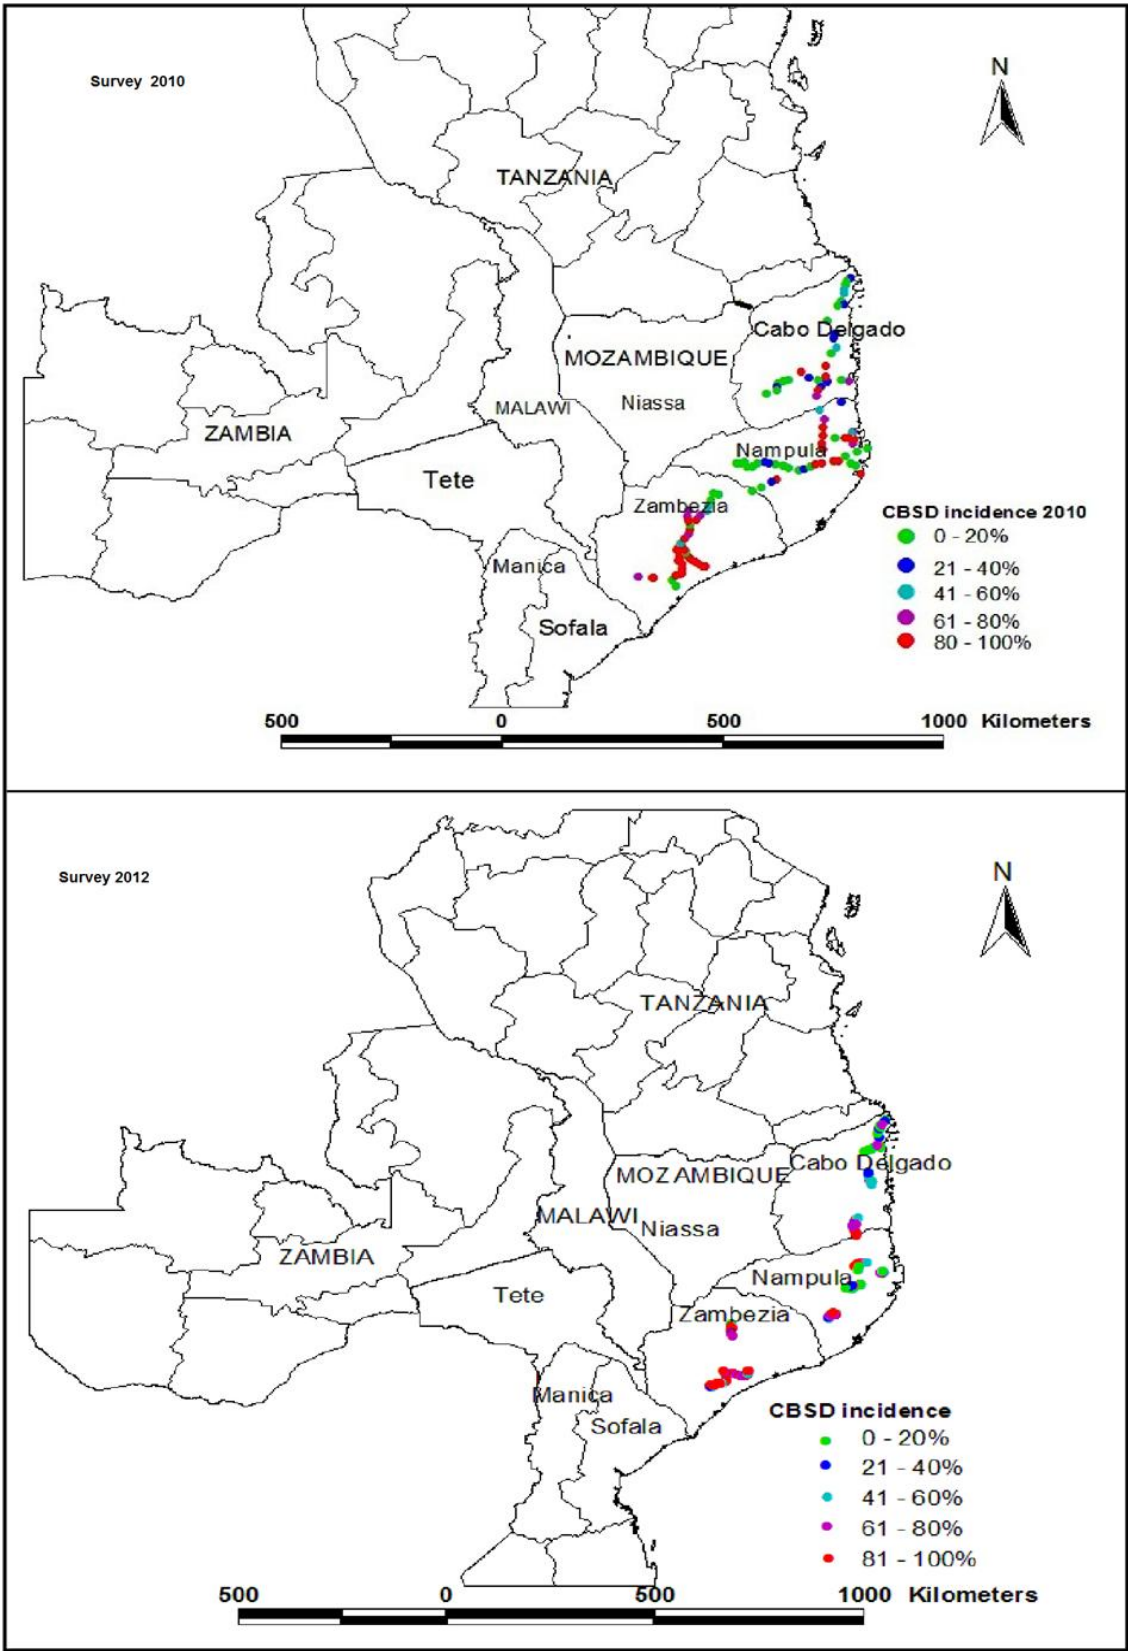 Survey 2010
N
TANZANIA
Cabo Delgado
MOZAMBIQUE
Niassa
MALAWI
ZAMBIA
Nampula
Tete
Zambezia
CBSD incidence 2010
0 - 20%
21 - 40%
41 - 60%
61 - 80%
80 - 100%
Manica
Sofala
500 0 500 1000 Kilometers
Survey 2012
N
TANZANIA
Cabo Delgado
MOZAMBIQUE
MALAWI
Niassa
ZAMBIA
Nampula
Tete
Zambezia
Manica
Sofala
CBSD incidence
0 - 20%
21 - 40%
41 - 60%
61 - 80%
81 - 100%
500 0 500 1000 Kilometers